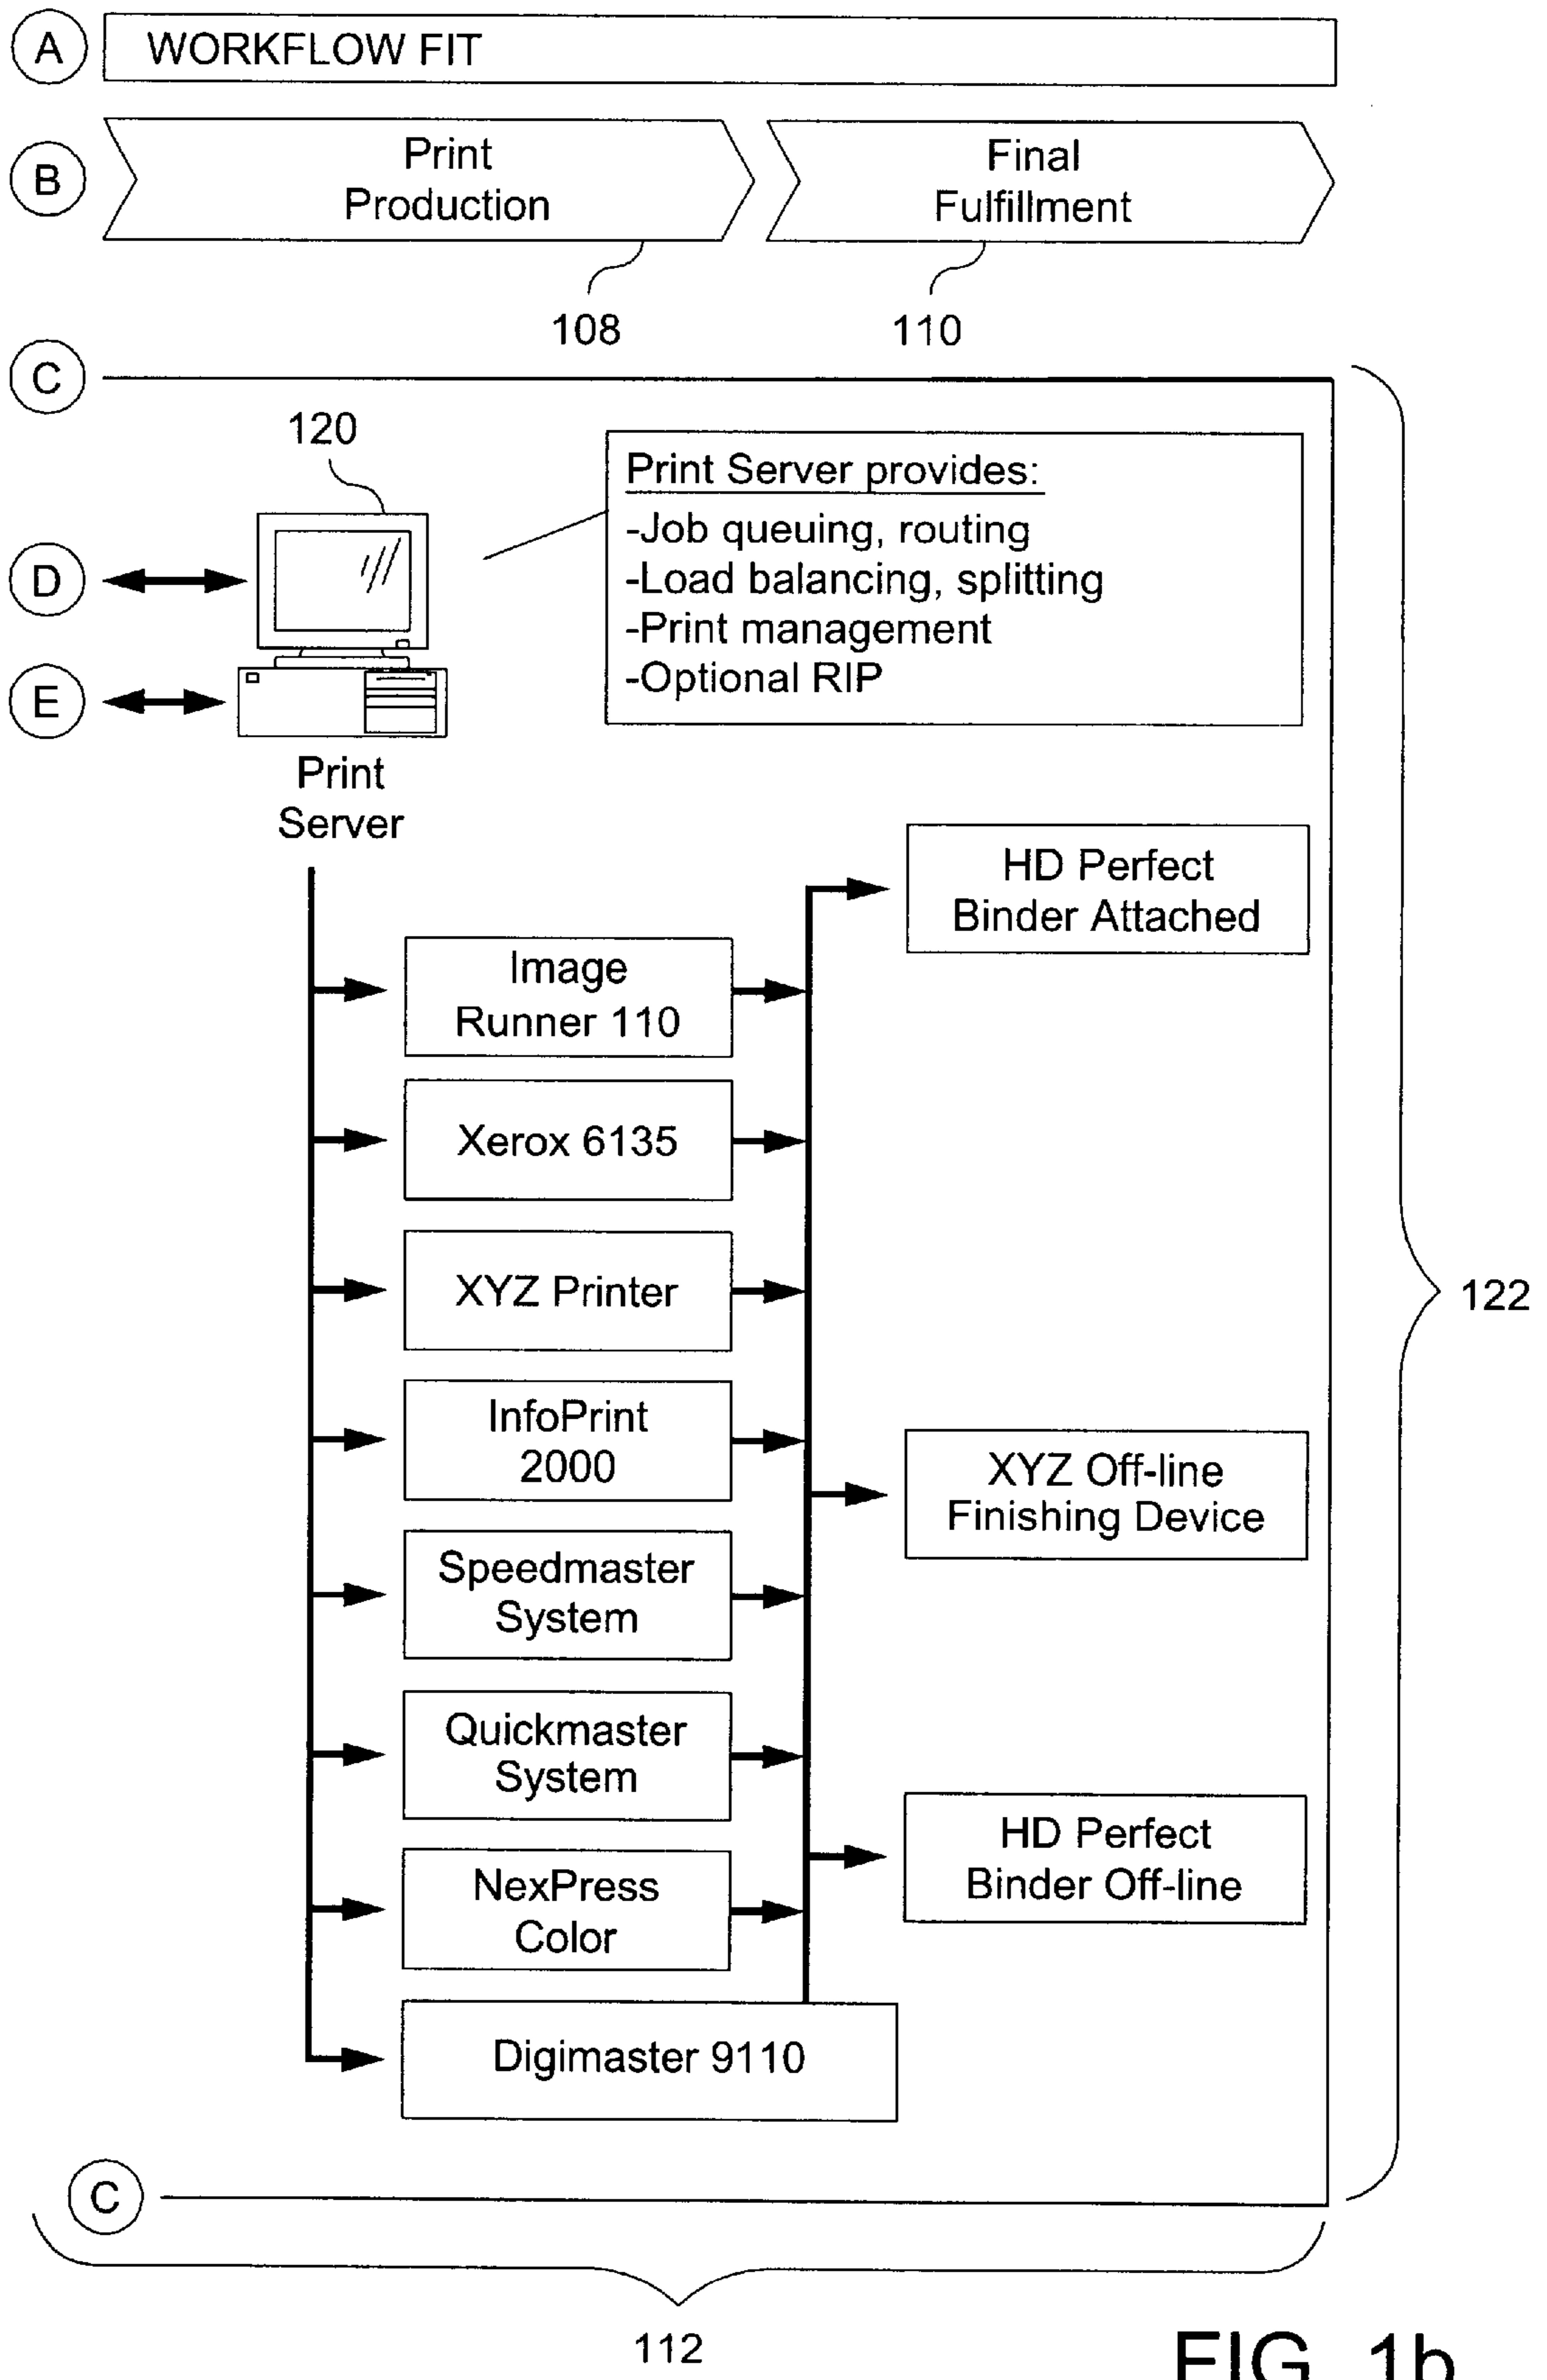 A
WORKFLOW FIT
B
Print
Production
Final
Fulfillment
108
110
C
120
Print Server provides:
-Job queuing, routing
-Load balancing, splitting
-Print management
-Optional RIP
D
E
Print
Server
HD Perfect
Binder Attached
Image
Runner 110
Xerox 6135
XYZ Printer
122
InfoPrint
2000
XYZ Off-line
Finishing Device
Speedmaster
System
Quickmaster
System
HD Perfect
Binder Off-line
NexPress
Color
Digimaster 9110
C
112
FIG. 1b